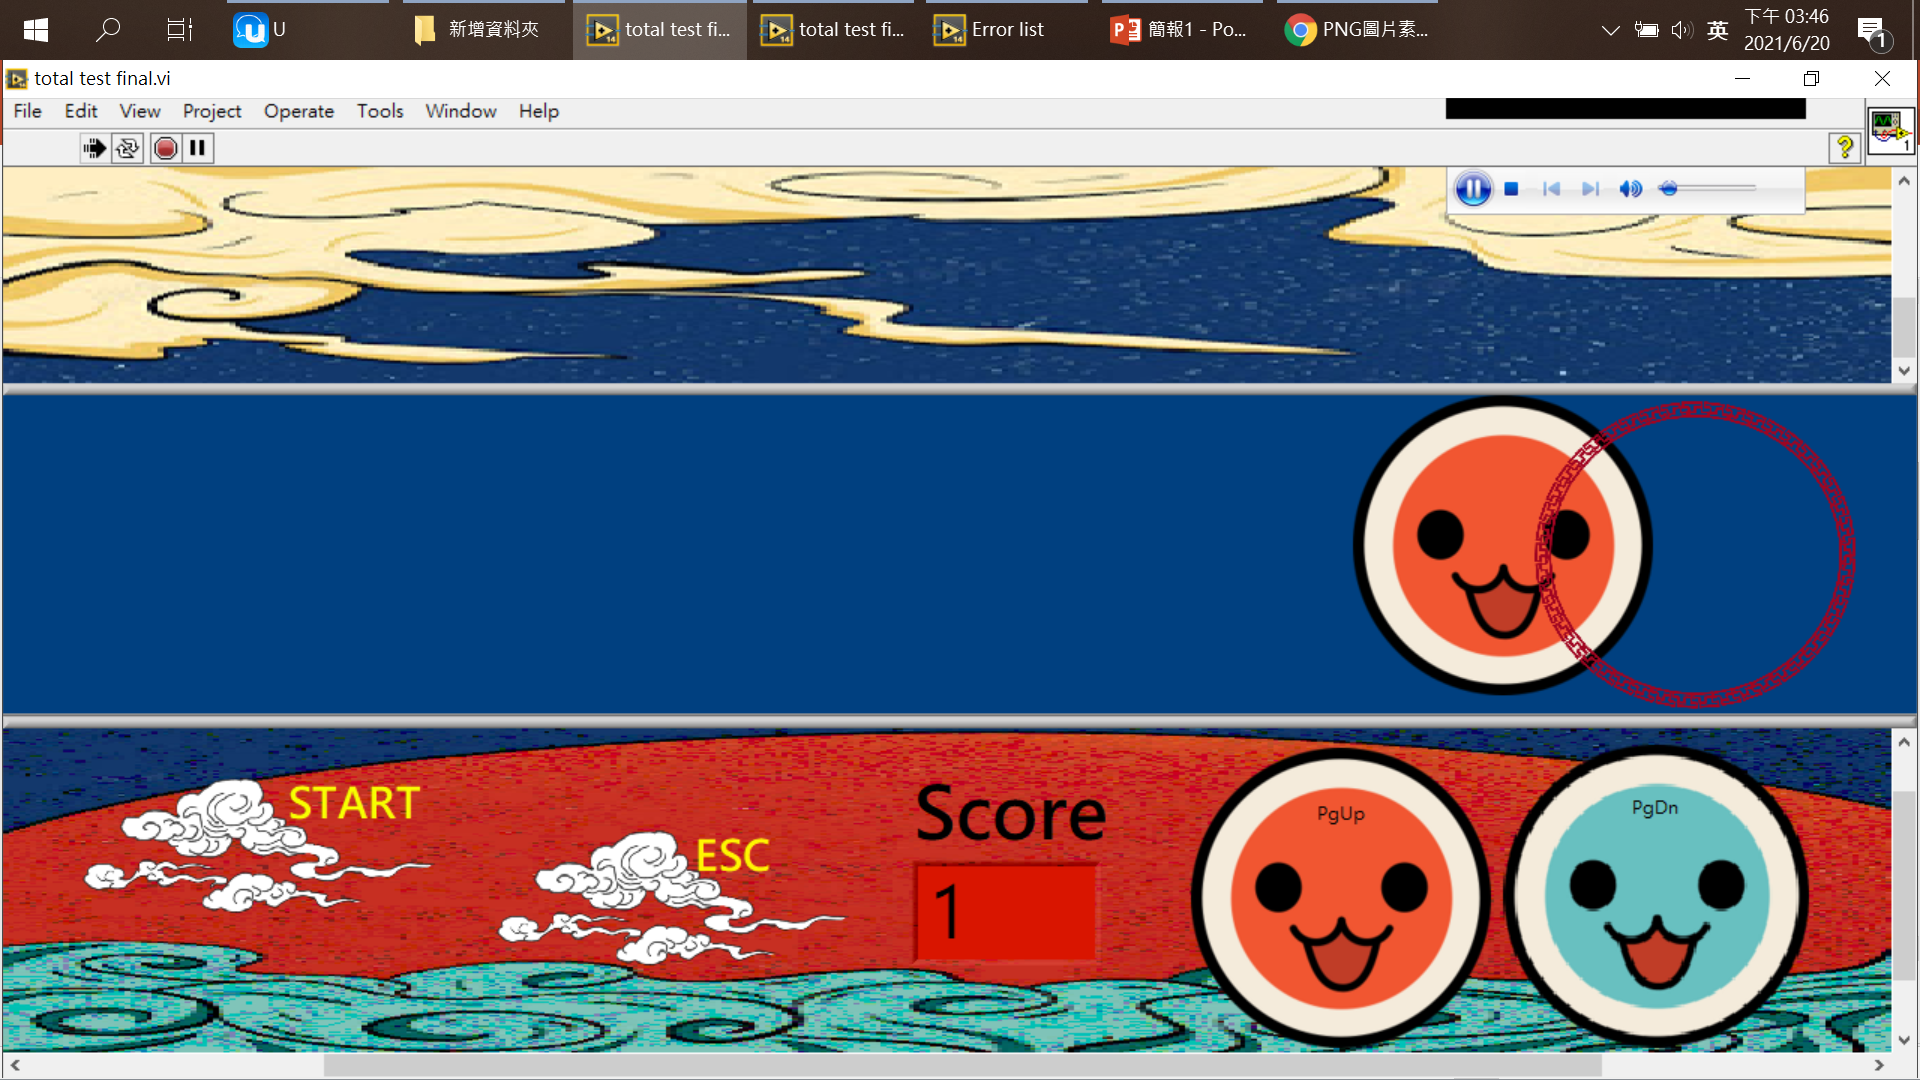 U
新增資料夾
total test fi...
total test fi...
Error list
簡報1 - Po...
PNG圖片素...
英
下午 03:46
2021/6/20
1
total test final.vi
File Edit View Project Operate Tools Window Help
1
START
ESC
Score
1
PgUp
PgDn